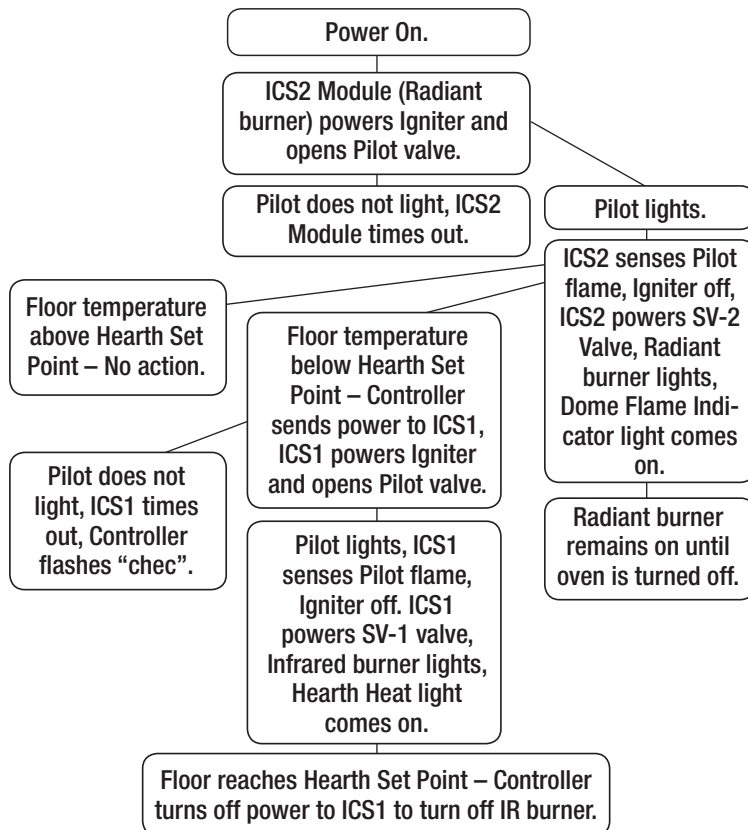 Power On.
ICS2 Module (Radiant
burner) powers Igniter and
opens Pilot valve.
Pilot does not light, ICS2
Module times out.
Pilot lights.
ICS2 senses Pilot
flame, Igniter off,
ICS2 powers SV-2
Valve, Radiant
burner lights,
Dome Flame Indi-
cator light comes
on.
Radiant burner
remains on until
oven is turned off.
Floor temperature
above Hearth Set
Point – No action.
Floor temperature
below Hearth Set
Point – Controller
sends power to ICS1,
ICS1 powers Igniter
and opens Pilot valve.
Pilot does not
light, ICS1 times
out, Controller
flashes “chec”.
Pilot lights, ICS1
senses Pilot flame,
Igniter off. ICS1
powers SV-1 valve,
Infrared burner lights,
Hearth Heat light
comes on.
Floor reaches Hearth Set Point – Controller
turns off power to ICS1 to turn off IR burner.